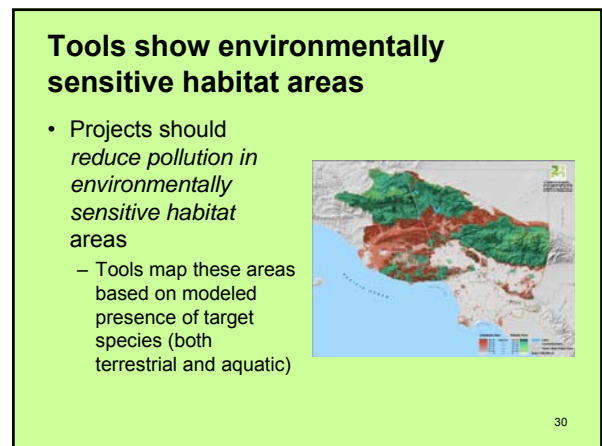 Tools show environmentally
sensitive habitat areas
• Projects should
reduce pollution in
environmentally
sensitive habitat
areas
– Tools map these areas
based on modeled
presence of target
species (both
terrestrial and aquatic)
PACIFIC OCEAN
30